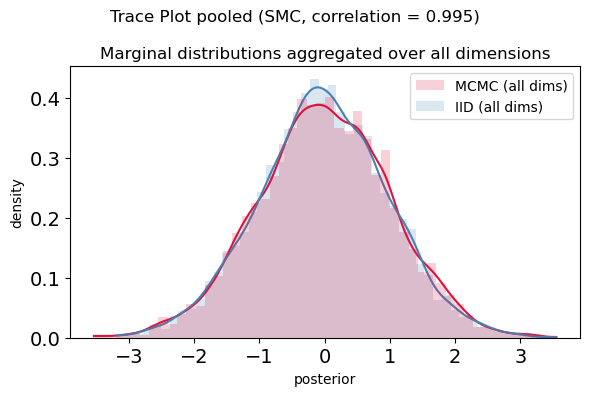 Trace Plot pooled (SMC, correlation = 0.995)
Marginal distributions aggregated over all dimensions
MCMC (all dims)
IID (all dims)
density
0.4
0.3
0.2
0.1
0.0
−3 −2 −1 0 1 2 3
posterior